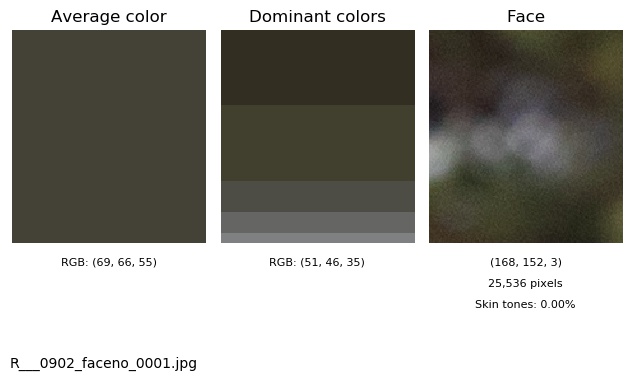 Average color
Dominant colors
Face
RGB: (69, 66, 55)
RGB: (51, 46, 35)
(168, 152, 3)
25,536 pixels
Skin tones: 0.00%
R___0902_faceno_0001.jpg